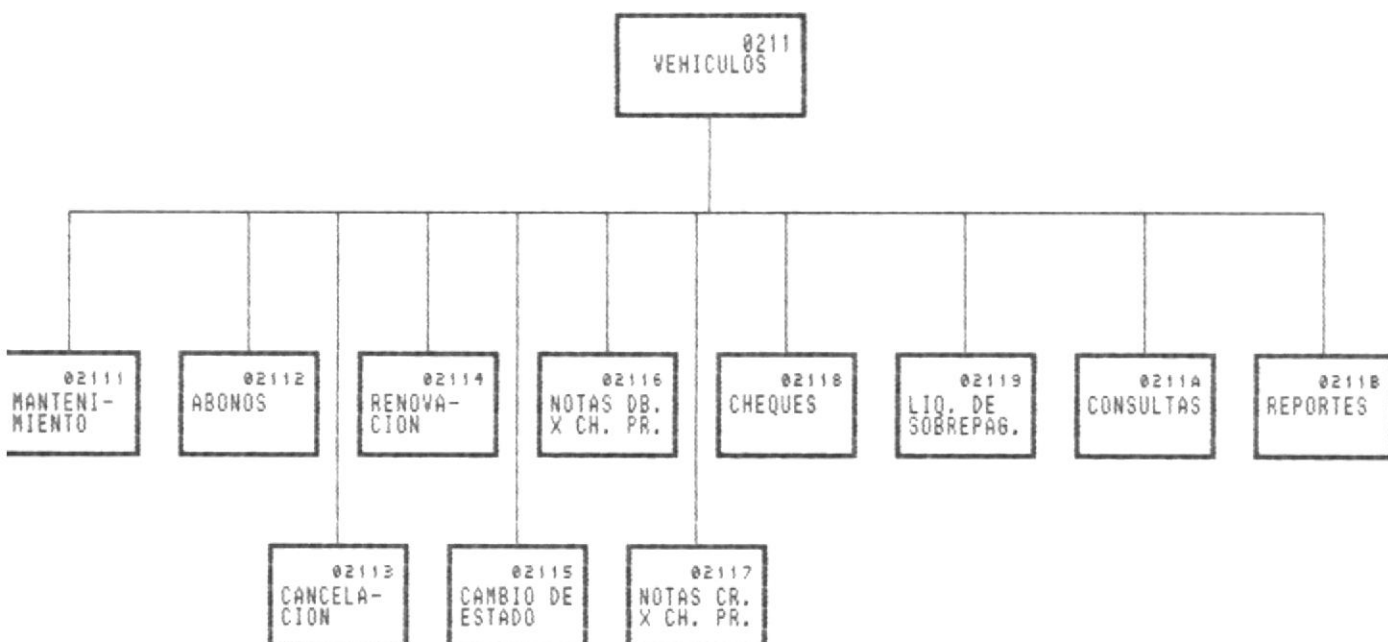 0211
VEHICULOS
02111
MANTENI-
MIENTO
02112
ABONOS
02114
RENOVA-
CION
02116
NOTAS DB.
X CH. PR.
02118
CHEQUES
02119
LIQ. DE
SOBREPAG.
0211A
CONSULTAS
0211B
REPORTES
02113
CANCELA-
CION
02115
CAMBIO DE
ESTADO
02117
NOTAS CR.
X CH. PR.